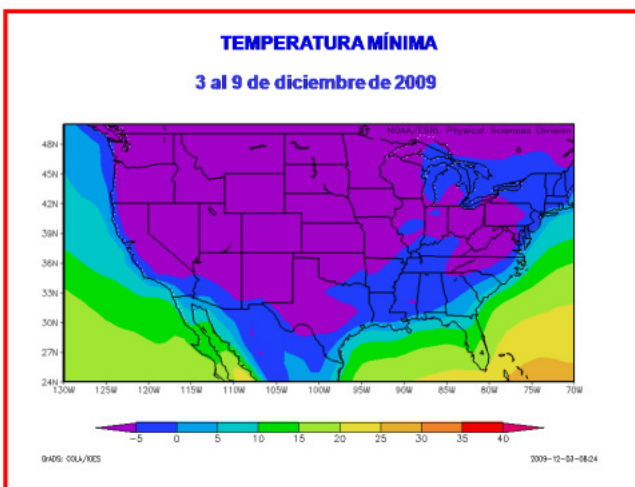 TEMPERATURA MÍNIMA
3 al 9 de diciembre de 2009
NOAA/ESRL Physical Sciences Division
48N
45N
42N
39N
36N
33N
30N
27N
24N
130W 125W 120W 115W 110W 105W 100W 95W 90W 85W 80W 75W 70W
-5 0 5 10 15 20 25 30 35 40
GrADS: COLA/IGES 2009-12-03-08:24